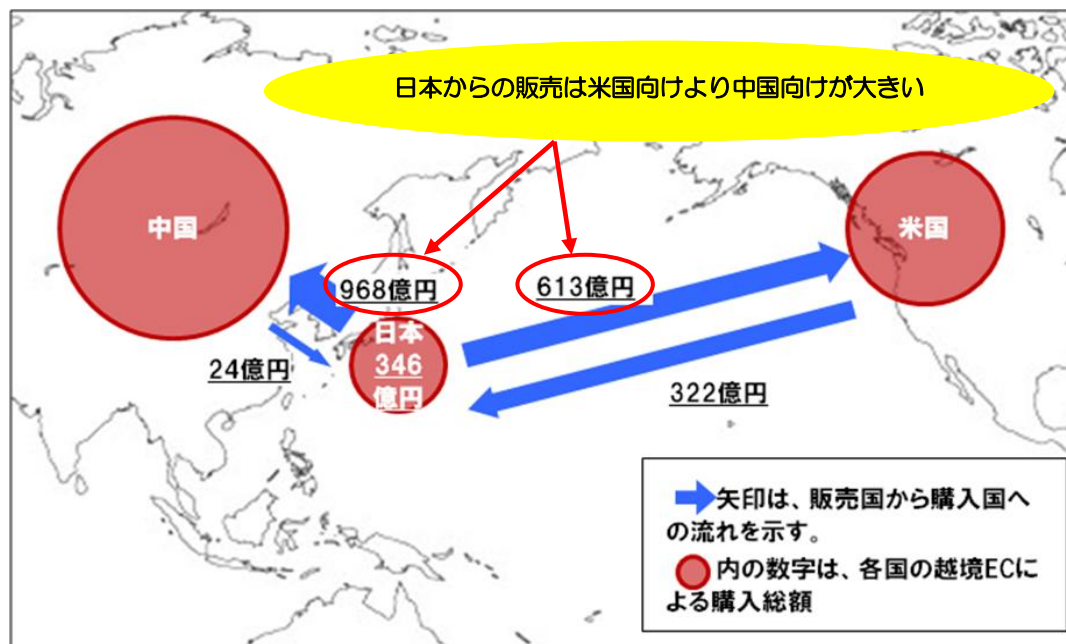 日本からの販売は米国向けより中国向けが大きい
中国
米国
968億円
613億円
日本
346
億円
24億円
322億円
矢印は、販売国から購入国へ
の流れを示す。
内の数字は、各国の越境ECに
よる購入総額